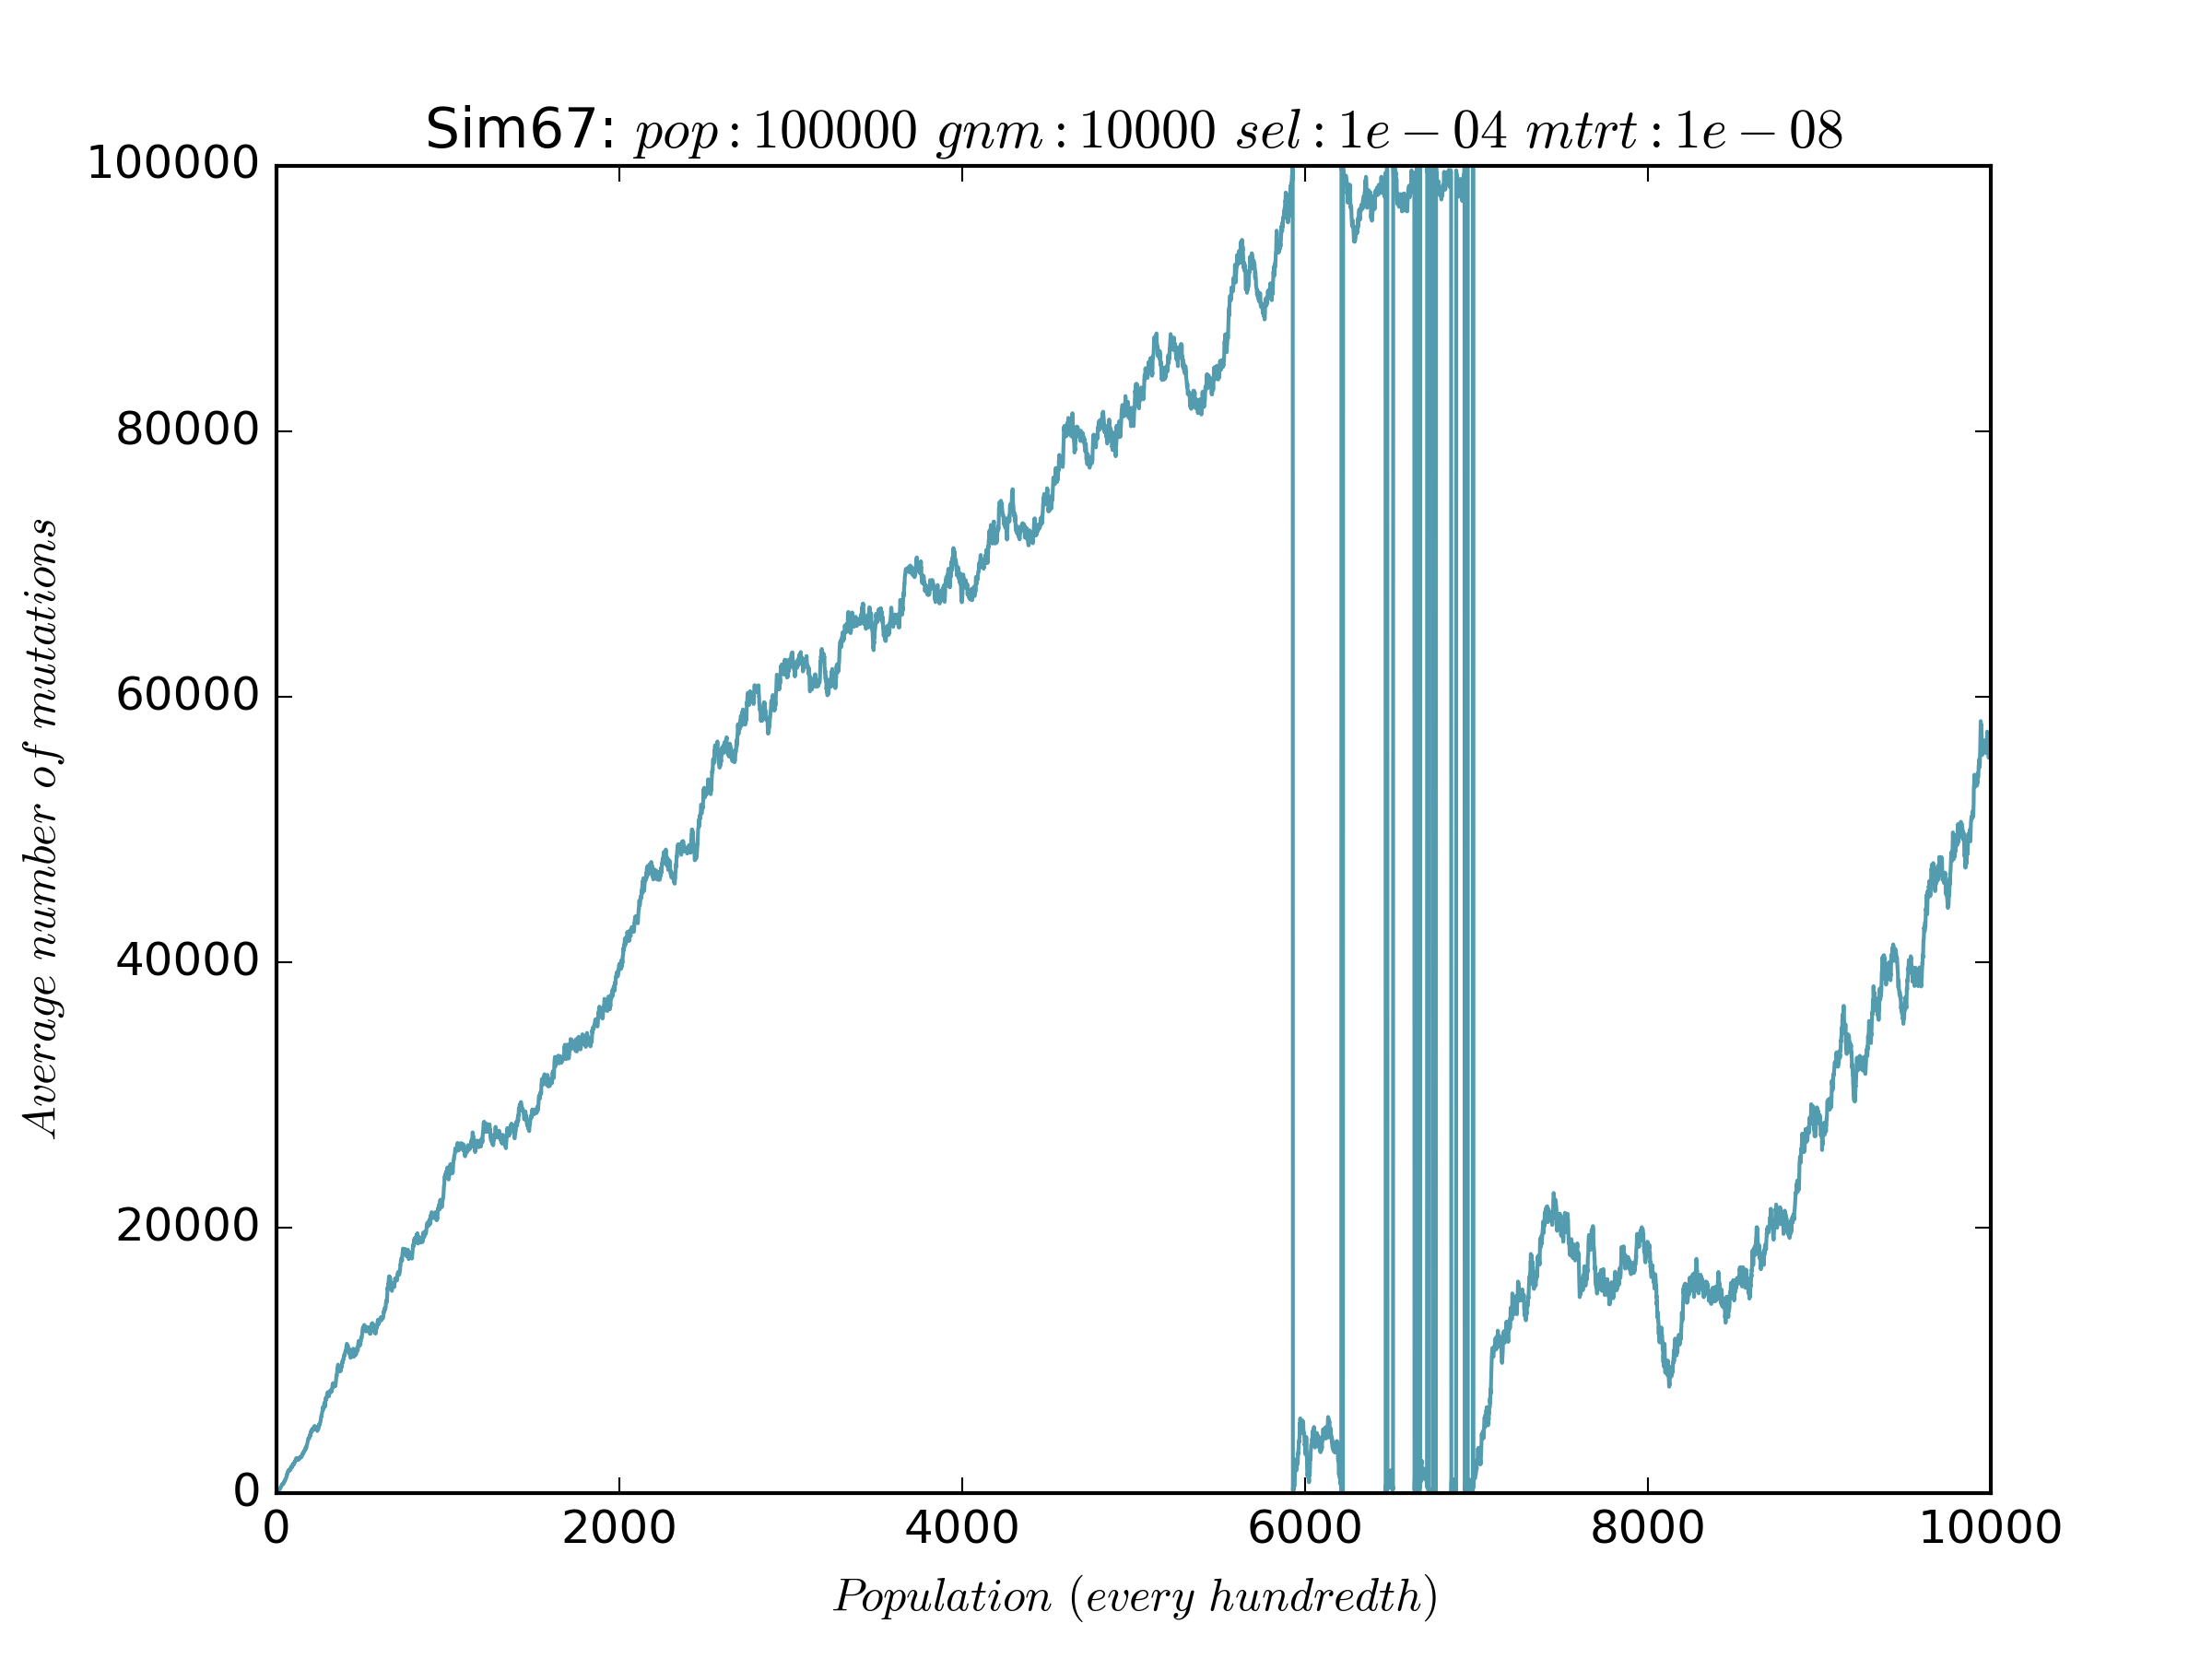 Sim67: pop : 100000 gnm : 10000 sel : 1e − 04 mtrt : 1e − 08
100000
80000
60000
40000
20000
0
Average number of mutations
0 2000 4000 6000 8000 10000
Population (every hundredth)